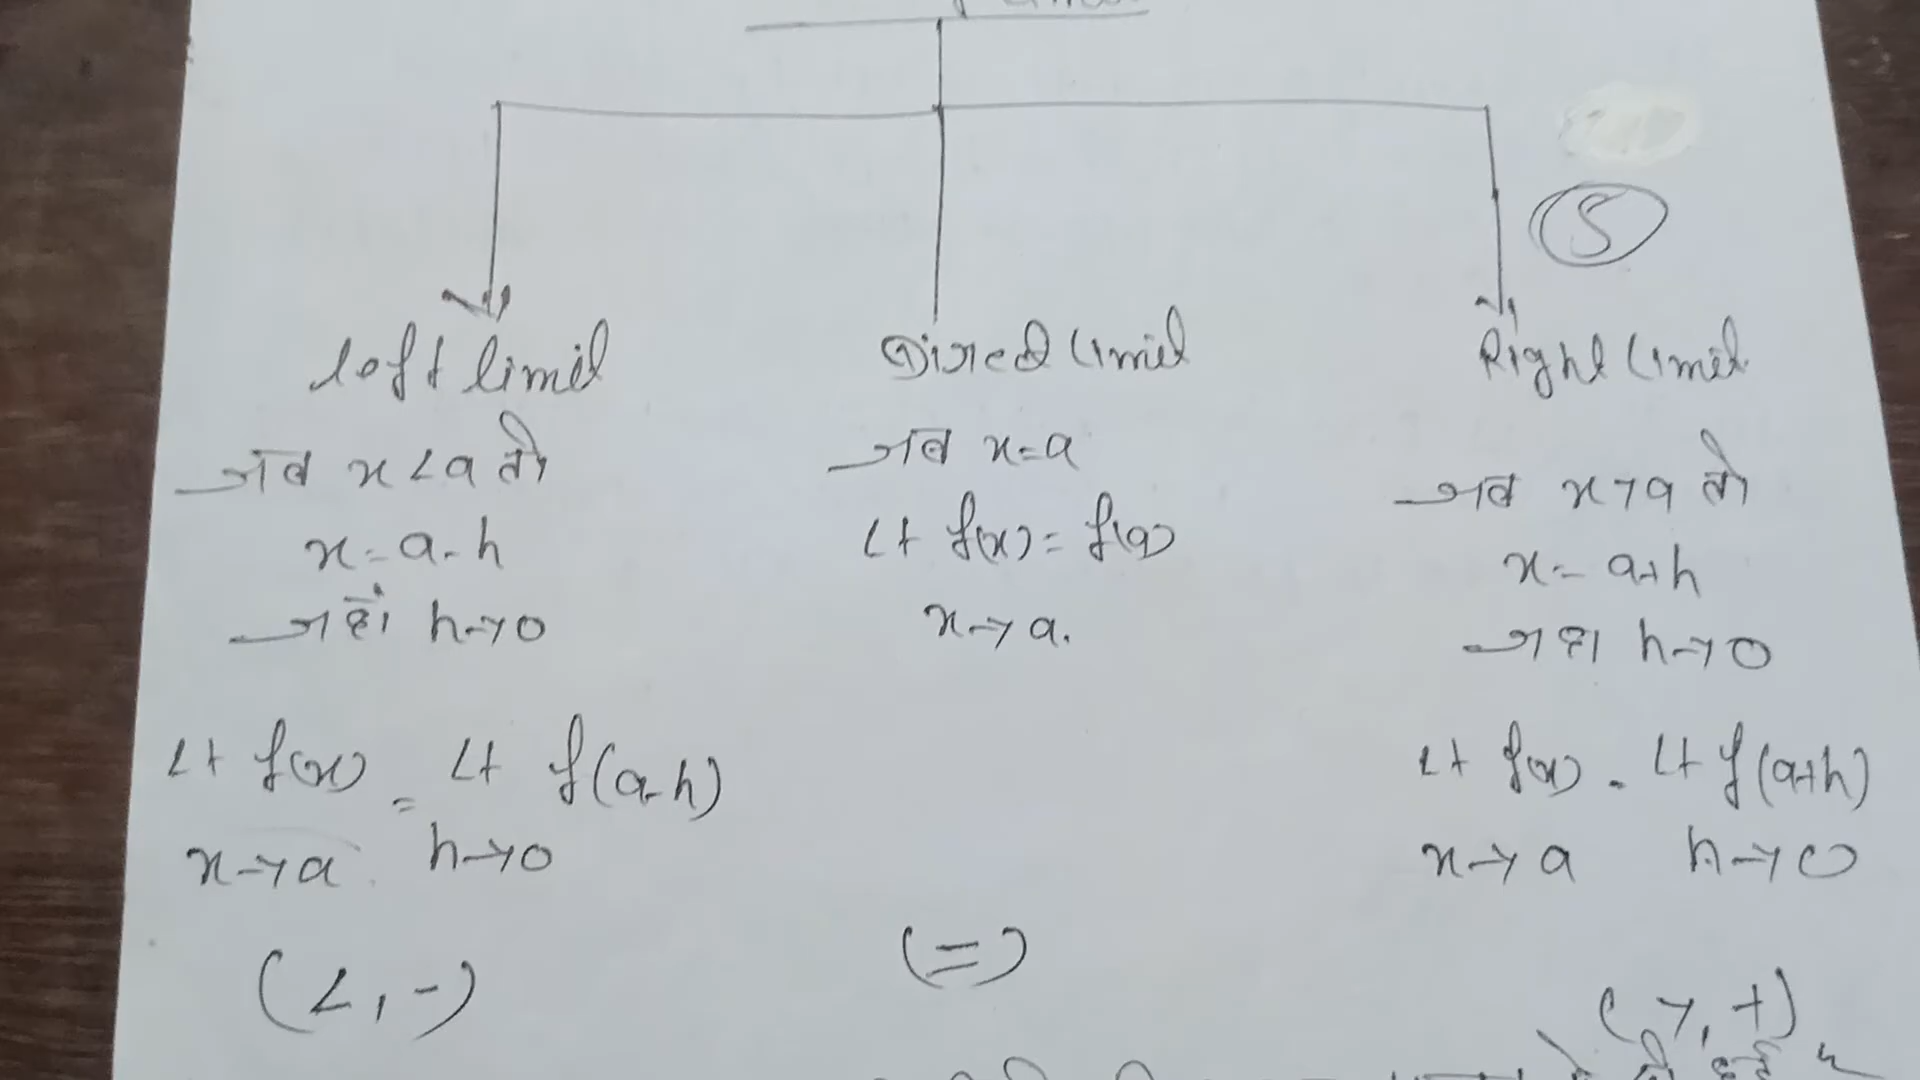 5
left limit
जब x<a तो
x=a-h
जहाँ h→0
Lt f(x) = Lt f(a-h)
x→a h→0
(<, -)
Direct limit
जब x=a
Lt f(x) = f(a)
x→a.
(=)
Right limit
जब x>a तो
x=a+h
जहा h→0
Lt f(x) = Lt f(a+h)
x→a h→0
(>, +)